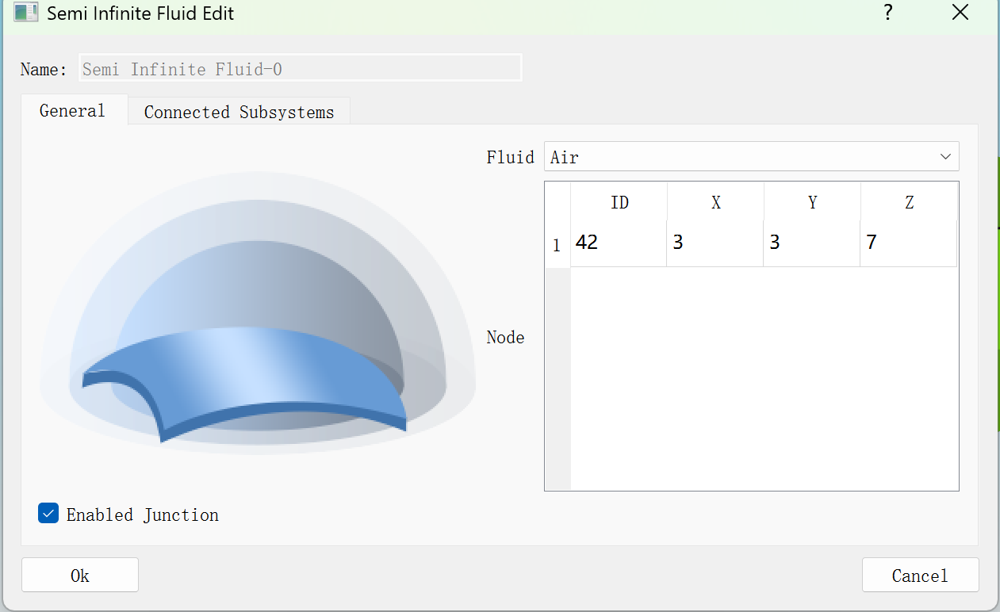 Semi Infinite Fluid Edit ?
Name: Semi Infinite Fluid-0
General Connected Subsystems
Fluid Air
ID X Y Z
1 42 3 3 7
Node
Enabled Junction
Ok Cancel